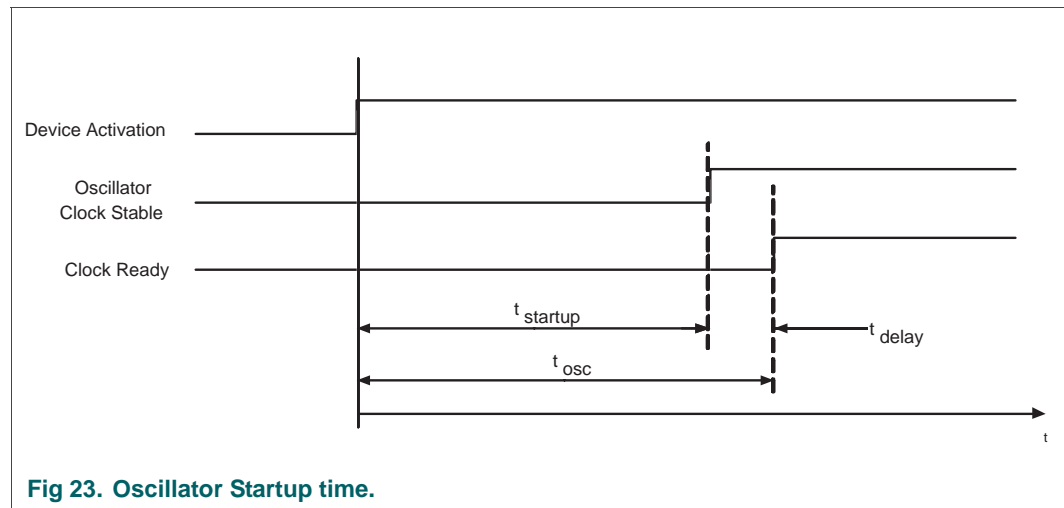 Device Activation
Oscillator
Clock Stable
Clock Ready
t startup
t delay
t osc
t
Fig 23. Oscillator Startup time.